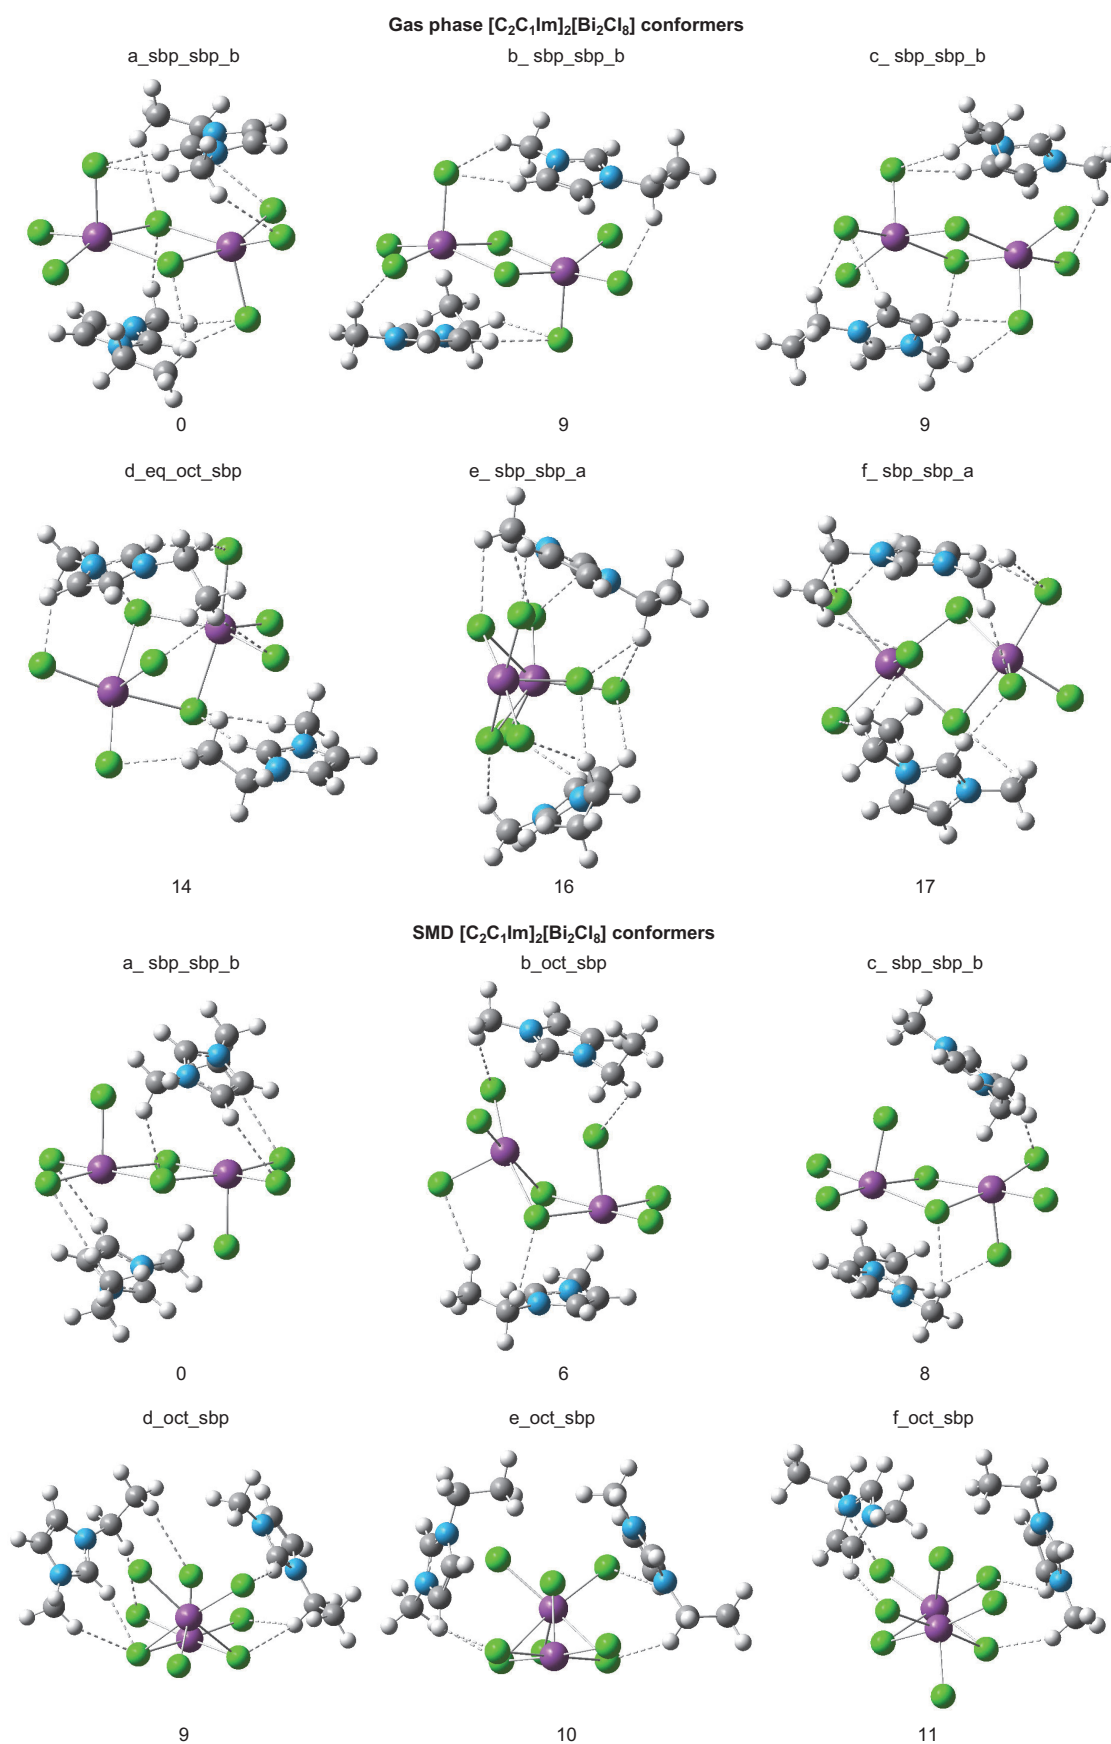 Gas phase [C₂C₁Im]₂[Bi₂Cl₈] conformers
a_sbp_sbp_b b_ sbp_sbp_b c_ sbp_sbp_b
0 9 9
d_eq_oct_sbp e_ sbp_sbp_a f_ sbp_sbp_a
14 16 17
SMD [C₂C₁Im]₂[Bi₂Cl₈] conformers
a_ sbp_sbp_b b_oct_sbp c_ sbp_sbp_b
0 6 8
d_oct_sbp e_oct_sbp f_oct_sbp
9 10 11